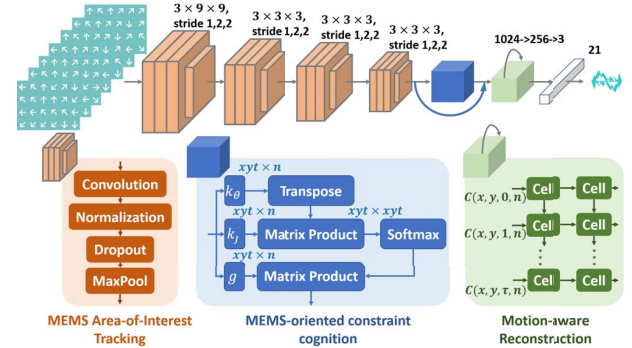 3 × 9 × 9,
stride 1,2,2
3 × 3 × 3,
stride 1,2,2
3 × 3 × 3,
stride 1,2,2
3 × 3 × 3,
stride 1,2,2
1024->256->3
21
Convolution
Normalization
Dropout
MaxPool
MEMS Area-of-Interest
Tracking
xyt × n
kθ
Transpose
xyt × n
xyt × xyt
kJ
Matrix Product
Softmax
xyt × n
g
Matrix Product
MEMS-oriented constraint
cognition
Cell
Cell
C(x, y, 0, n)
Cell
Cell
C(x, y, 1, n)
Cell
Cell
C(x, y, τ, n)
Motion-aware
Reconstruction